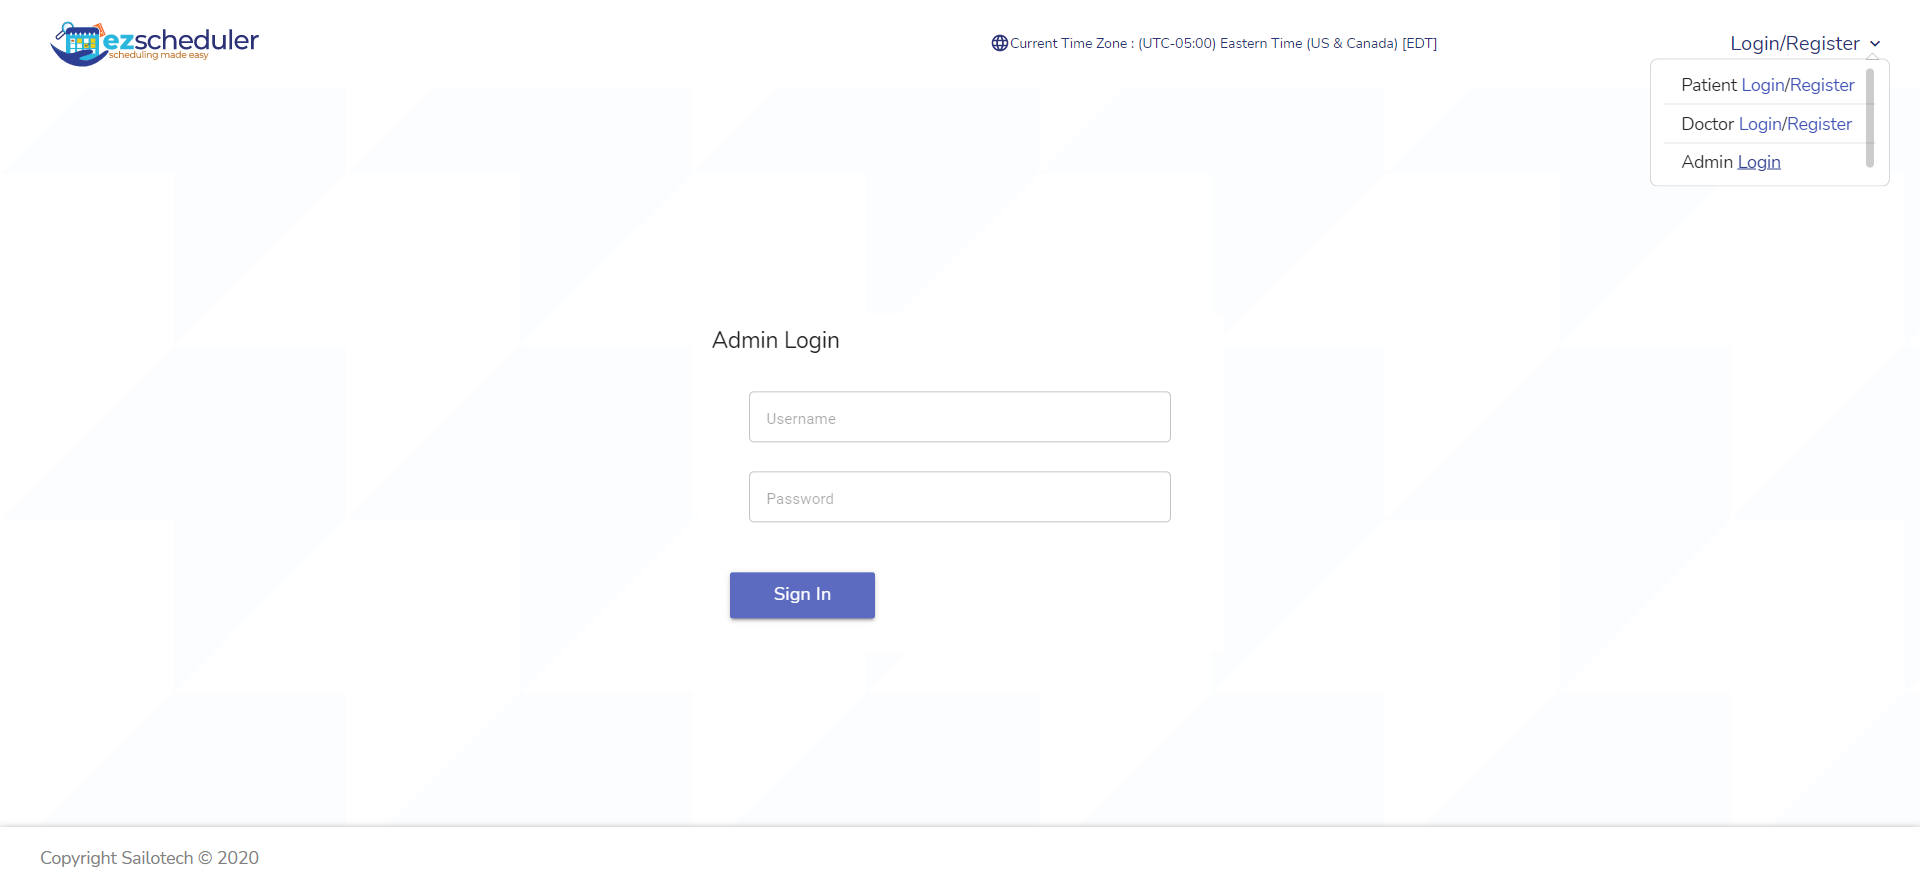 ezscheduler
scheduling made easy
Current Time Zone : (UTC-05:00) Eastern Time (US & Canada) [EDT]
Login/Register
Patient Login/Register
Doctor Login/Register
Admin Login
Admin Login
Username
Password
Sign In
Copyright Sailotech © 2020